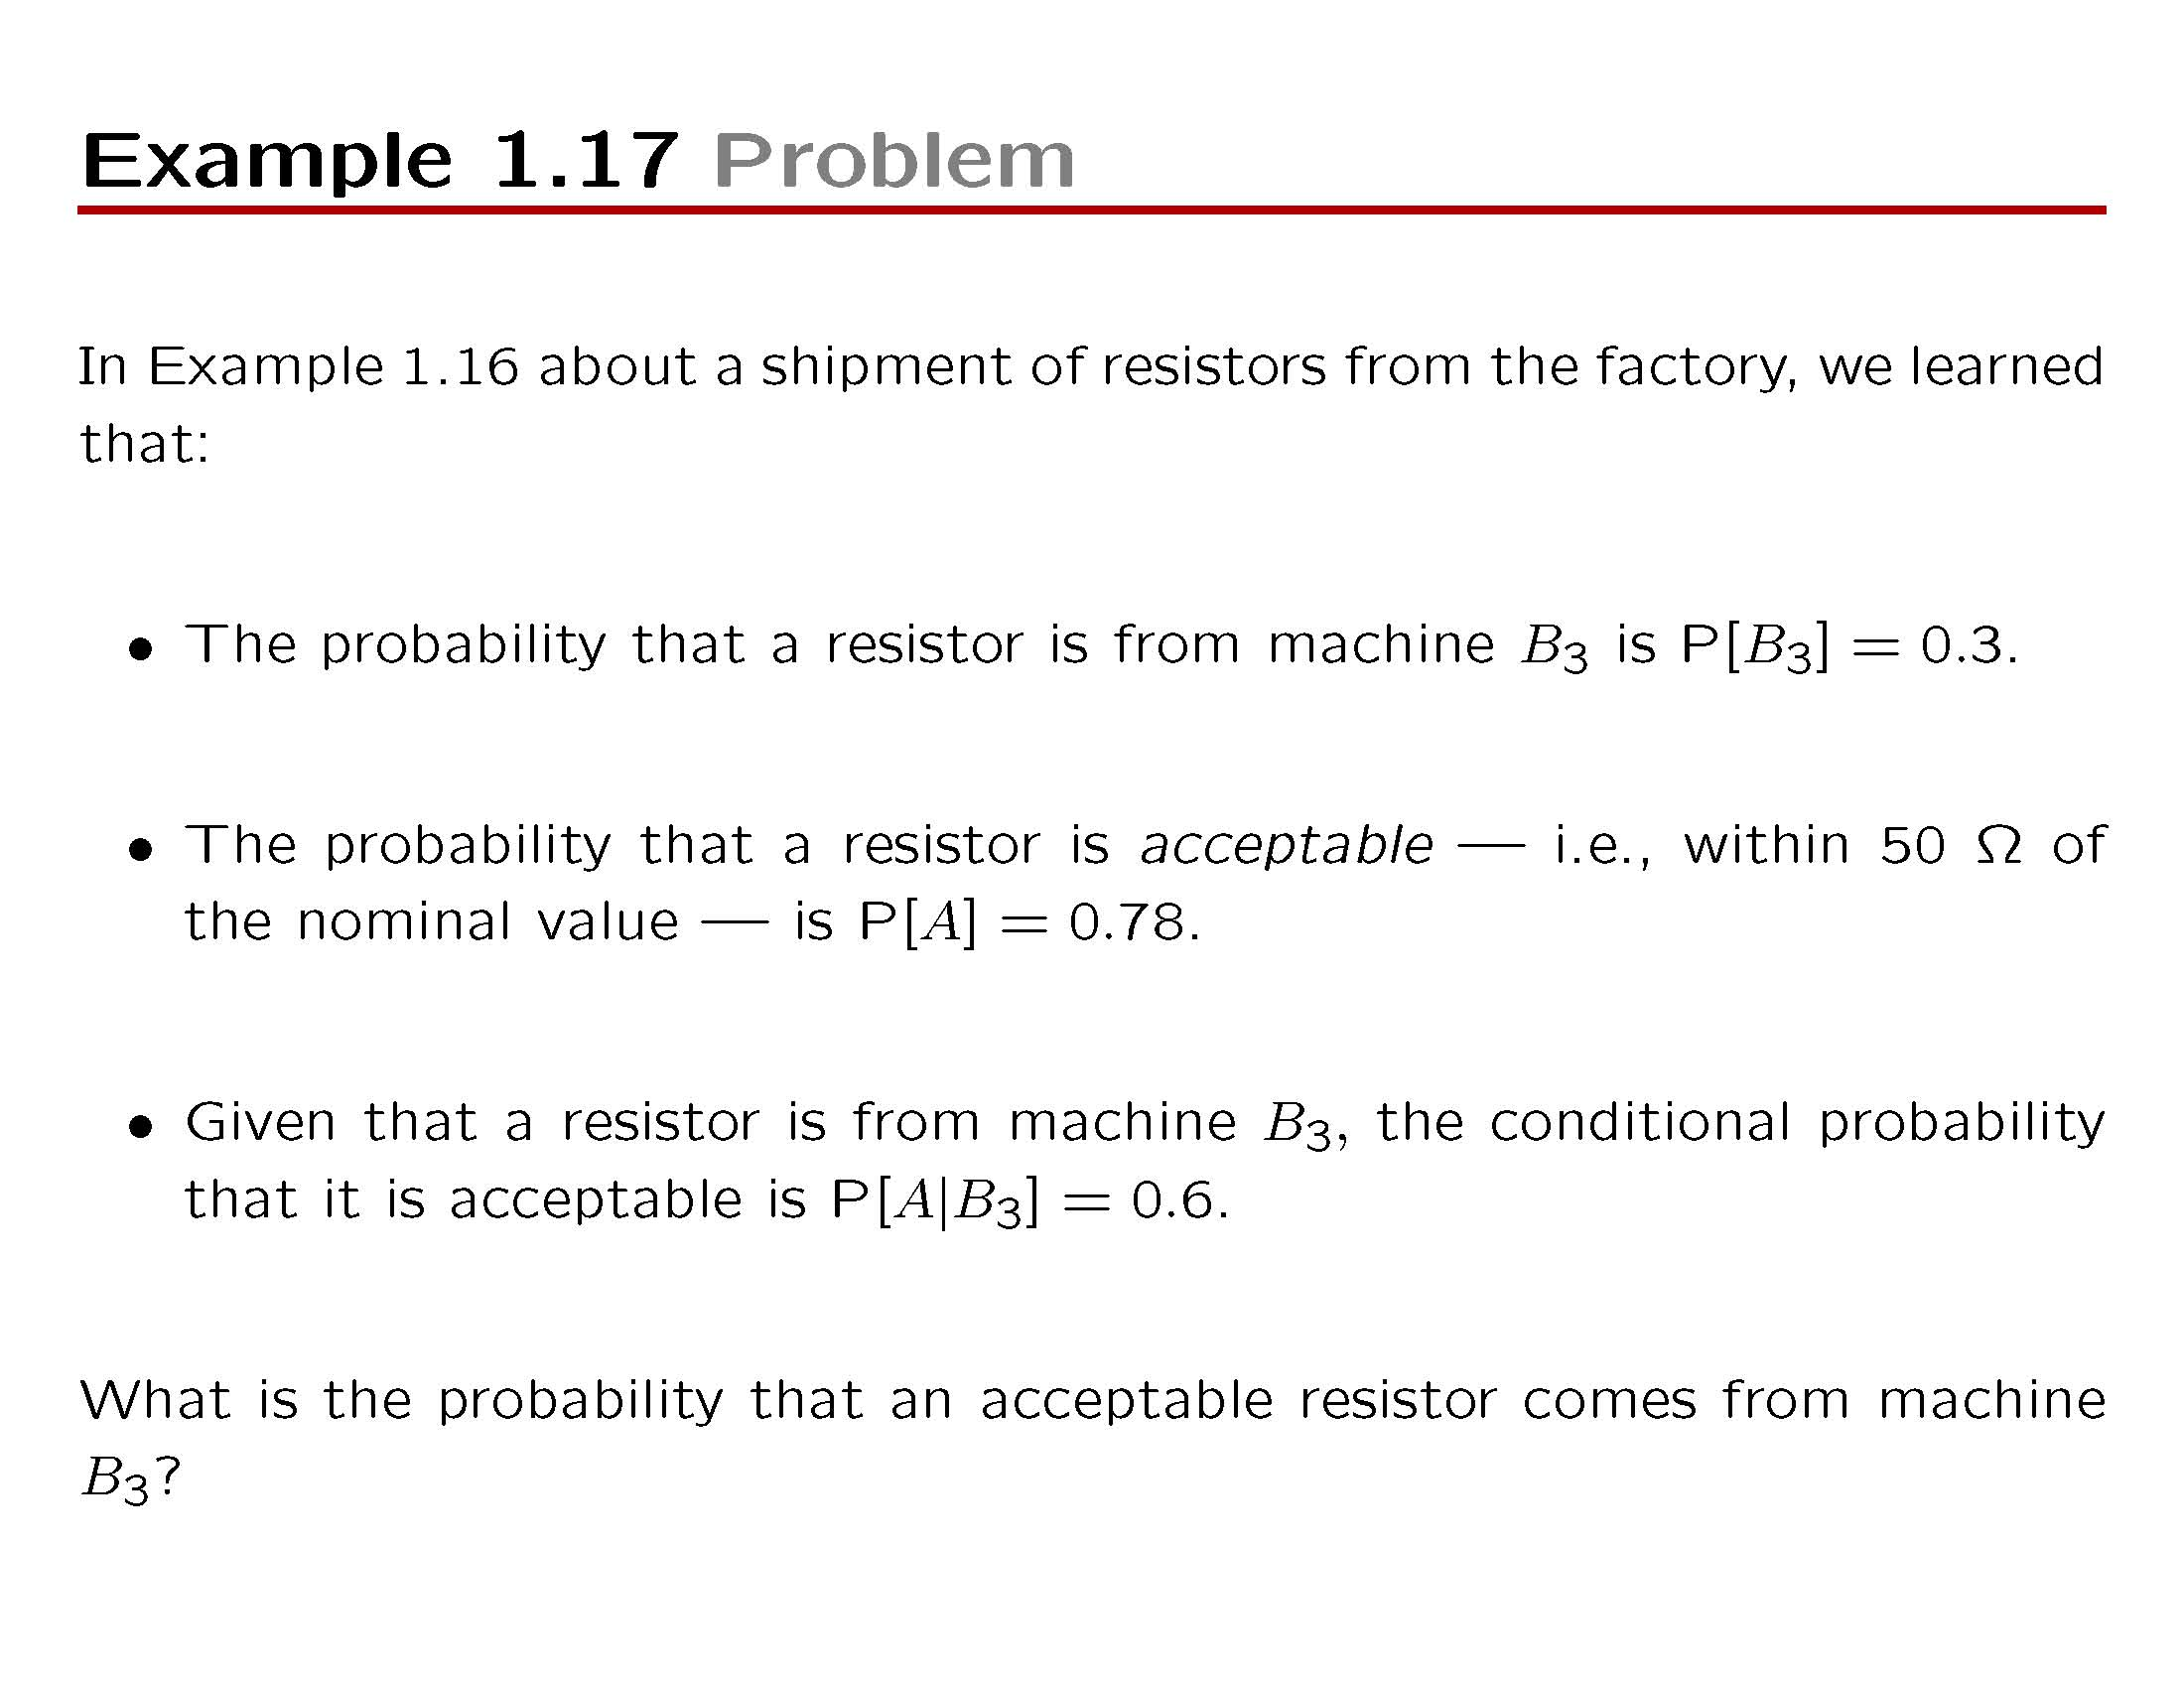 Example 1.17 Problem
In Example 1.16 about a shipment of resistors from the factory, we learned
that:
• The probability that a resistor is from machine B₃ is P[B₃] = 0.3.
• The probability that a resistor is acceptable — i.e., within 50 Ω of
the nominal value — is P[A] = 0.78.
• Given that a resistor is from machine B₃, the conditional probability
that it is acceptable is P[A|B₃] = 0.6.
What is the probability that an acceptable resistor comes from machine
B₃?